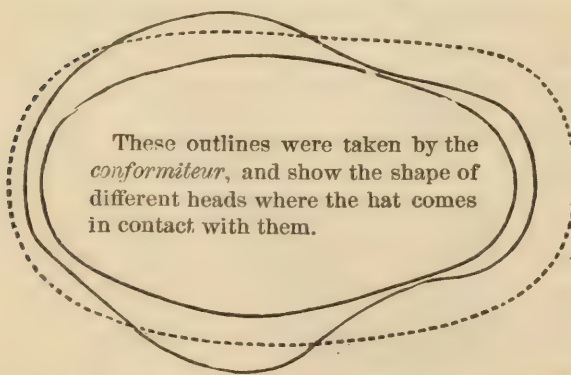 These outlines were taken by the
conformiteur, and show the shape of
different heads where the hat comes
in contact with them.